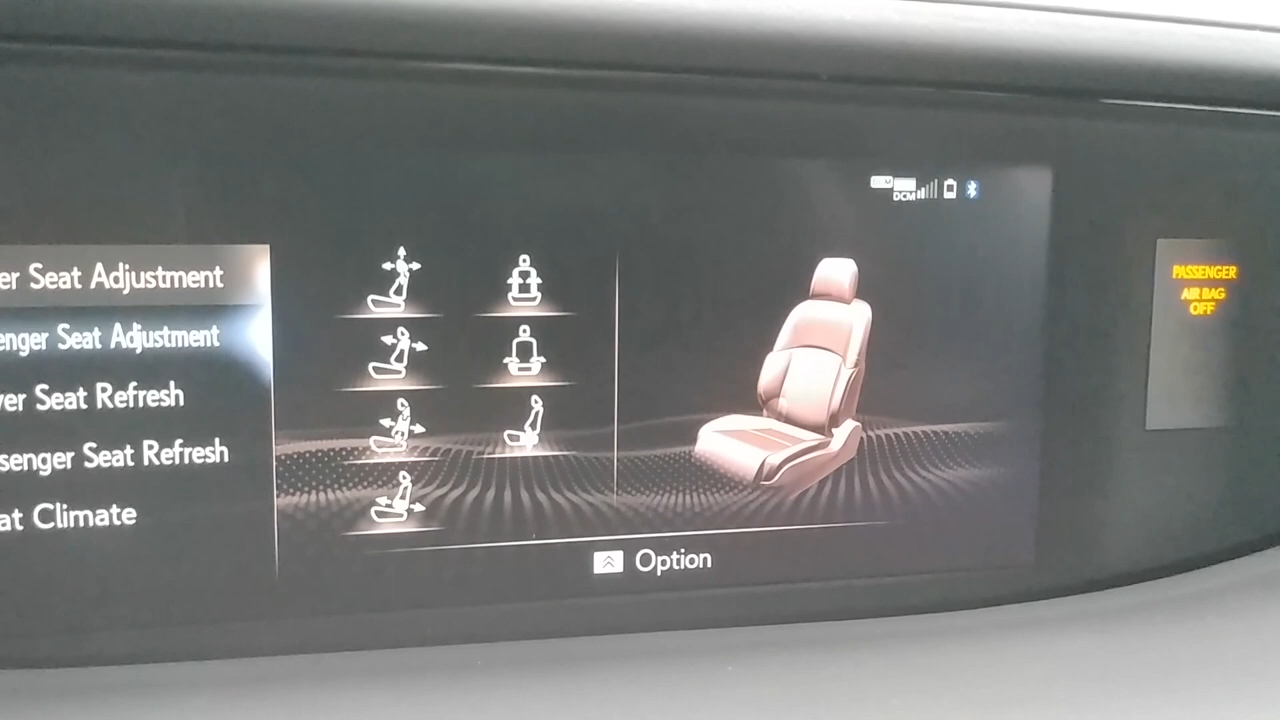 er Seat Adjustment
enger Seat Adjustment
ver Seat Refresh
senger Seat Refresh
at Climate
DCM
Option
PASSENGER
AIR BAG
OFF